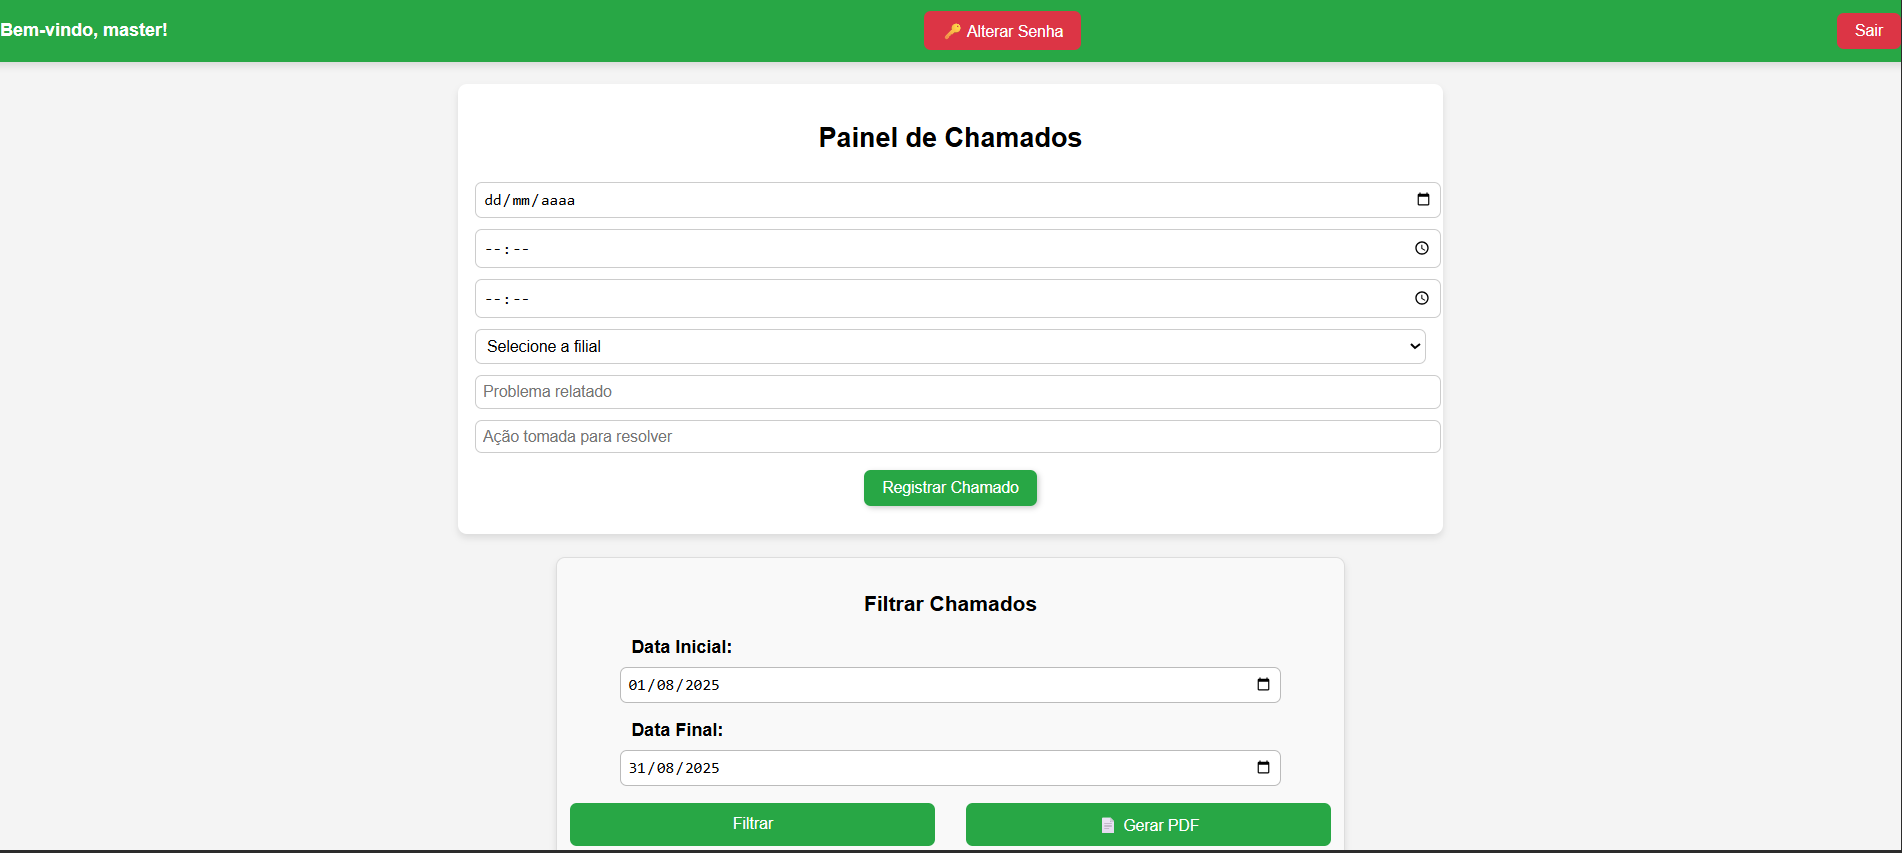 Bem-vindo, master!
🔑 Alterar Senha
Sair
Painel de Chamados
dd/mm/aaaa
--:--
--:--
Selecione a filial
Problema relatado
Ação tomada para resolver
Registrar Chamado
Filtrar Chamados
Data Inicial:
01/08/2025
Data Final:
31/08/2025
Filtrar
📄 Gerar PDF